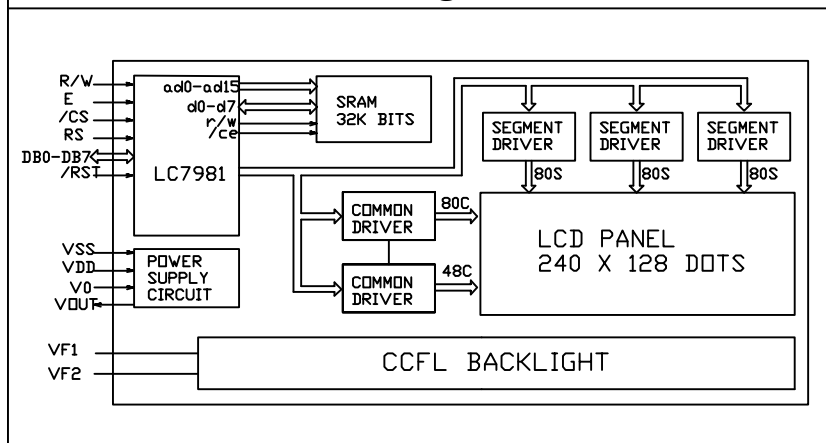 R/W
E
/CS
RS
DB0-DB7
/RST
ad0-ad15
d0-d7
r/w
/ce
LC7981
SRAM
32K BITS
SEGMENT
DRIVER
SEGMENT
DRIVER
SEGMENT
DRIVER
80S
80S
80S
COMMON
DRIVER
80C
COMMON
DRIVER
48C
LCD PANEL
240 X 128 DOTS
VSS
VDD
V0
VOUT
POWER
SUPPLY
CIRCUIT
VF1
VF2
CCFL BACKLIGHT